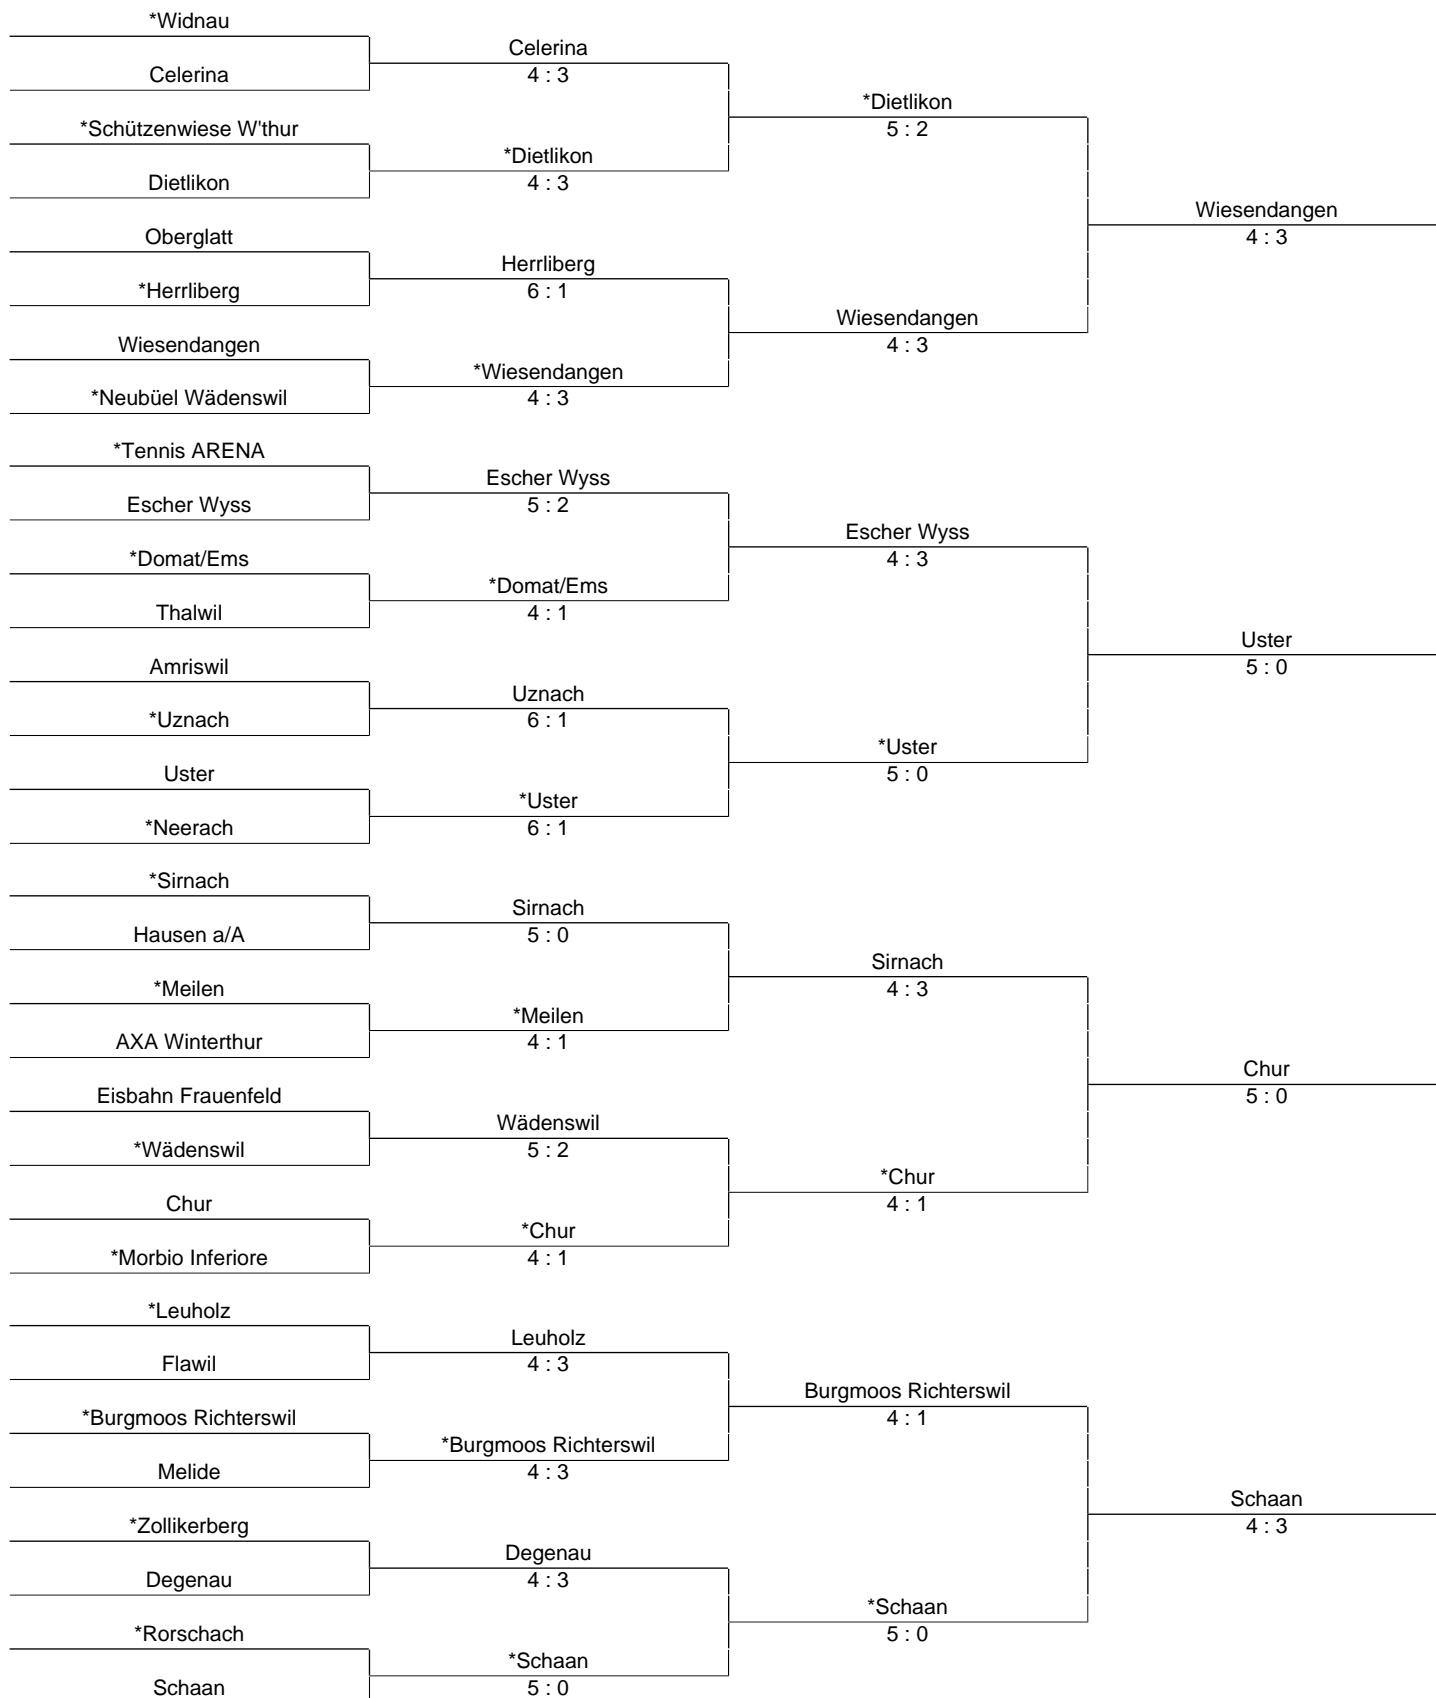 *Widnau
Celerina
Celerina
4 : 3
*Dietlikon
5 : 2
*Schützenwiese W'thur
*Dietlikon
4 : 3
Dietlikon
Wiesendangen
4 : 3
Oberglatt
Herrliberg
6 : 1
*Herrliberg
Wiesendangen
4 : 3
Wiesendangen
*Wiesendangen
4 : 3
*Neubüel Wädenswil
*Tennis ARENA
Escher Wyss
5 : 2
Escher Wyss
Escher Wyss
4 : 3
*Domat/Ems
*Domat/Ems
4 : 1
Thalwil
Uster
5 : 0
Amriswil
Uznach
6 : 1
*Uznach
*Uster
5 : 0
Uster
*Uster
6 : 1
*Neerach
*Sirnach
Sirnach
5 : 0
Hausen a/A
Sirnach
4 : 3
*Meilen
*Meilen
4 : 1
AXA Winterthur
Chur
5 : 0
Eisbahn Frauenfeld
Wädenswil
5 : 2
*Wädenswil
*Chur
4 : 1
Chur
*Chur
4 : 1
*Morbio Inferiore
*Leuholz
Leuholz
4 : 3
Flawil
Burgmoos Richterswil
4 : 1
*Burgmoos Richterswil
*Burgmoos Richterswil
4 : 3
Melide
Schaan
4 : 3
*Zollikerberg
Degenau
4 : 3
Degenau
*Schaan
5 : 0
*Rorschach
*Schaan
5 : 0
Schaan